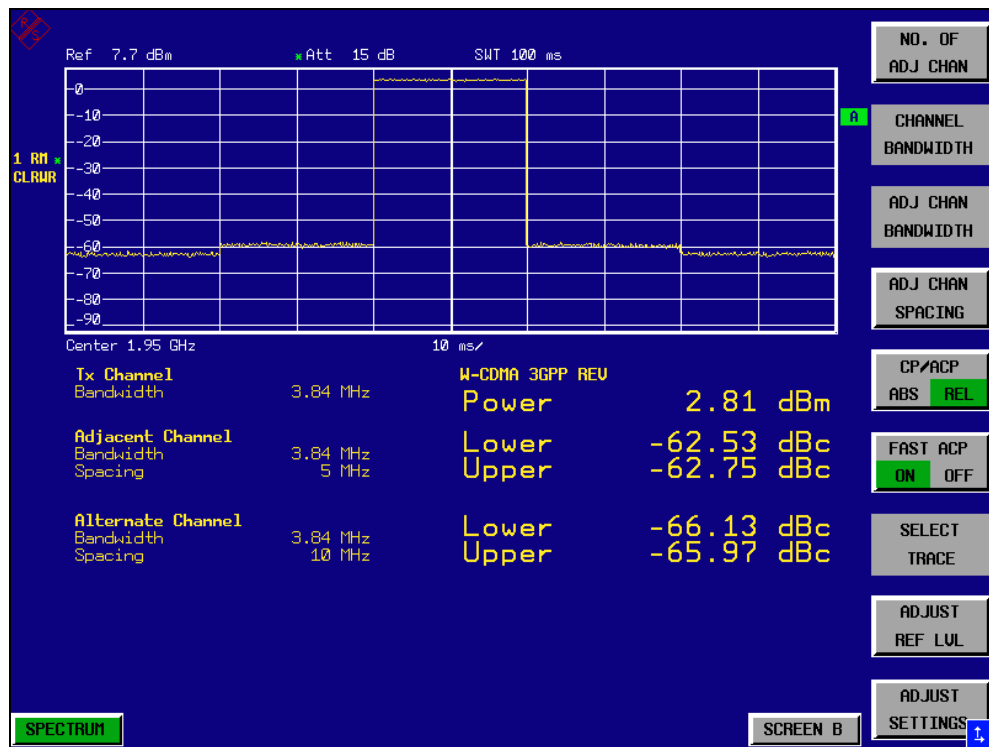 R S
Ref 7.7 dBm *Att 15 dB SWT 100 ms
0
-10
A
-20
1 RM *
CLRWR
-30
-40
-50
-60
-70
-80
-90
Center 1.95 GHz 10 ms/
Tx Channel W-CDMA 3GPP REV
Bandwidth 3.84 MHz Power 2.81 dBm
Adjacent Channel Lower -62.53 dBc
Bandwidth 3.84 MHz
Spacing 5 MHz Upper -62.75 dBc
Alternate Channel Lower -66.13 dBc
Bandwidth 3.84 MHz
Spacing 10 MHz Upper -65.97 dBc
SPECTRUM SCREEN B
NO. OF
ADJ CHAN
CHANNEL
BANDWIDTH
ADJ CHAN
BANDWIDTH
ADJ CHAN
SPACING
CP/ACP
ABS REL
FAST ACP
ON OFF
SELECT
TRACE
ADJUST
REF LVL
ADJUST
SETTINGS